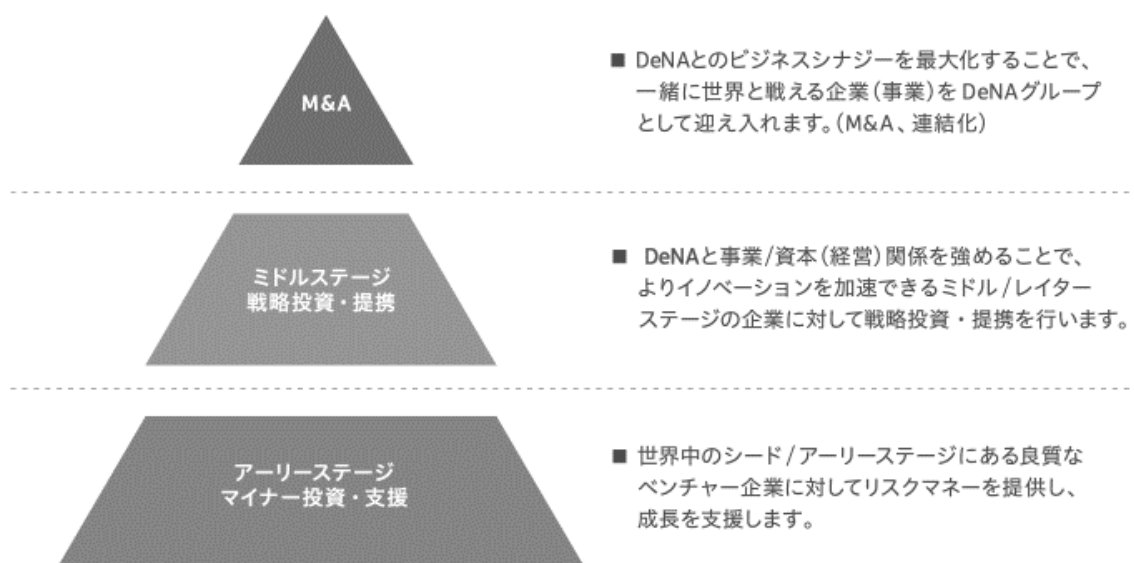 M&A
■ DeNAとのビジネスシナジーを最大化することで、
一緒に世界と戦える企業(事業)をDeNAグループ
として迎え入れます。(M&A、連結化)
ミドルステージ
戦略投資・提携
■ DeNAと事業/資本(経営)関係を強めることで、
よりイノベーションを加速できるミドル/レイター
ステージの企業に対して戦略投資・提携を行います。
アーリーステージ
マイナー投資・支援
■ 世界中のシード/アーリーステージにある良質な
ベンチャー企業に対してリスクマネーを提供し、
成長を支援します。